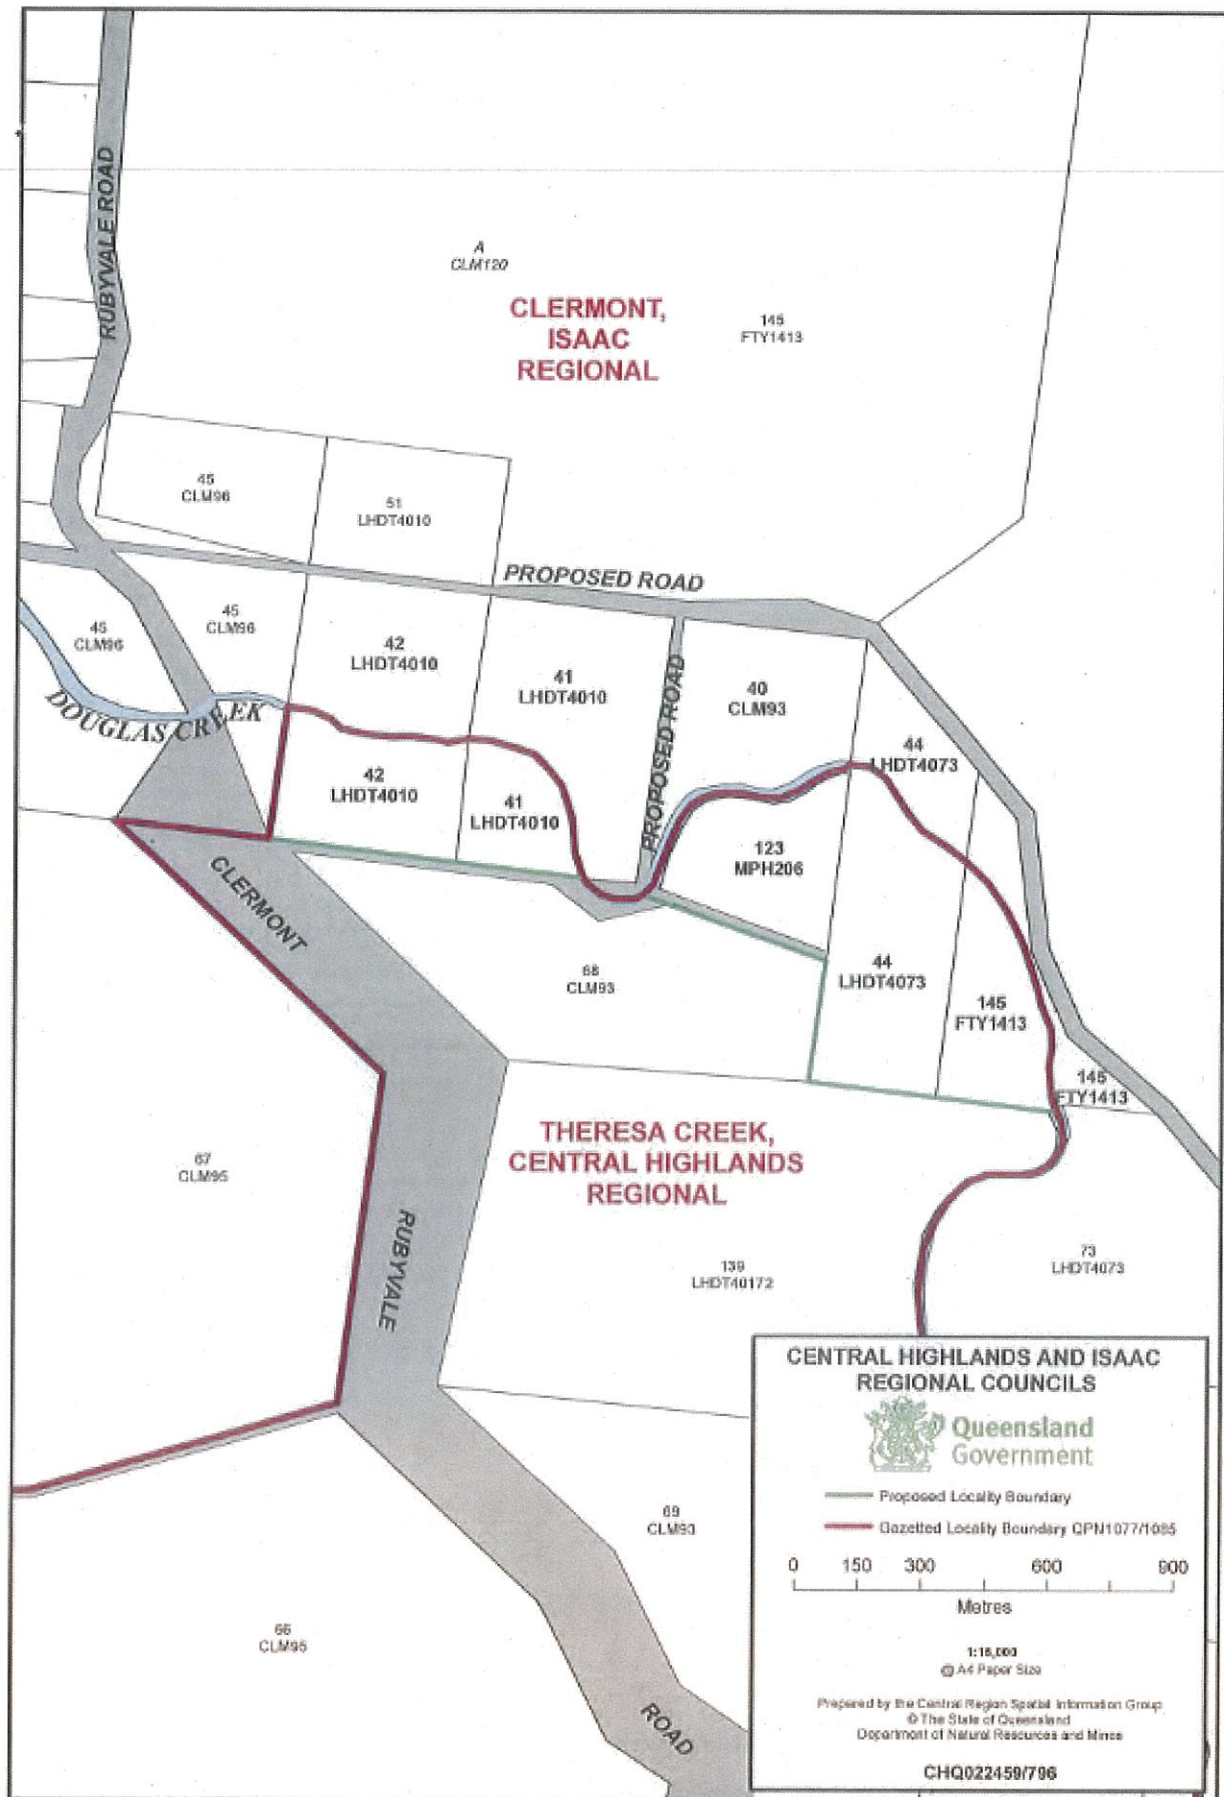 RUBYVALE ROAD
A
CLM120
CLERMONT,
ISAAC
REGIONAL
145
FTY1413
45
CLM96
51
LHDT4010
PROPOSED ROAD
45
CLM96
45
CLM96
42
LHDT4010
41
LHDT4010
PROPOSED ROAD
40
CLM93
44
LHDT4073
DOUGLAS CREEK
42
LHDT4010
41
LHDT4010
123
MPH206
CLERMONT
68
CLM93
44
LHDT4073
145
FTY1413
145
FTY1413
THERESA CREEK,
CENTRAL HIGHLANDS
REGIONAL
67
CLM95
RUBYVALE
139
LHDT40172
73
LHDT4073
69
CLM93
66
CLM95
ROAD
CENTRAL HIGHLANDS AND ISAAC
REGIONAL COUNCILS
Queensland
Government
Proposed Locality Boundary
Gazetted Locality Boundary QPN1077/1085
0 150 300 600 900
Metres
1:15,000
@ A4 Paper Size
Prepared by the Central Region Spatial Information Group
© The State of Queensland
Department of Natural Resources and Mines
CHQ022459/796